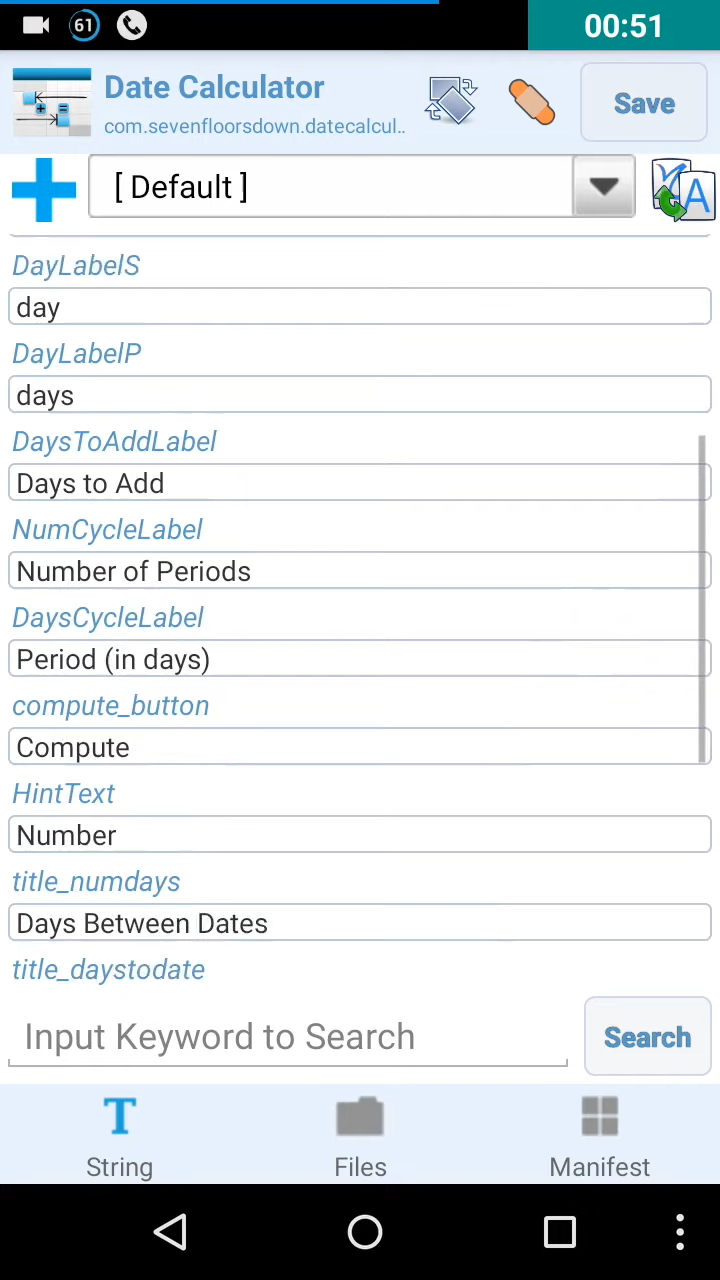 61
00:51
Date Calculator
com.sevenfloorsdown.datecalcul..
Save
[ Default ]
A
DayLabelS
day
DayLabelP
days
DaysToAddLabel
Days to Add
NumCycleLabel
Number of Periods
DaysCycleLabel
Period (in days)
compute_button
Compute
HintText
Number
title_numdays
Days Between Dates
title_daystodate
Input Keyword to Search
Search
T
String
Files
Manifest